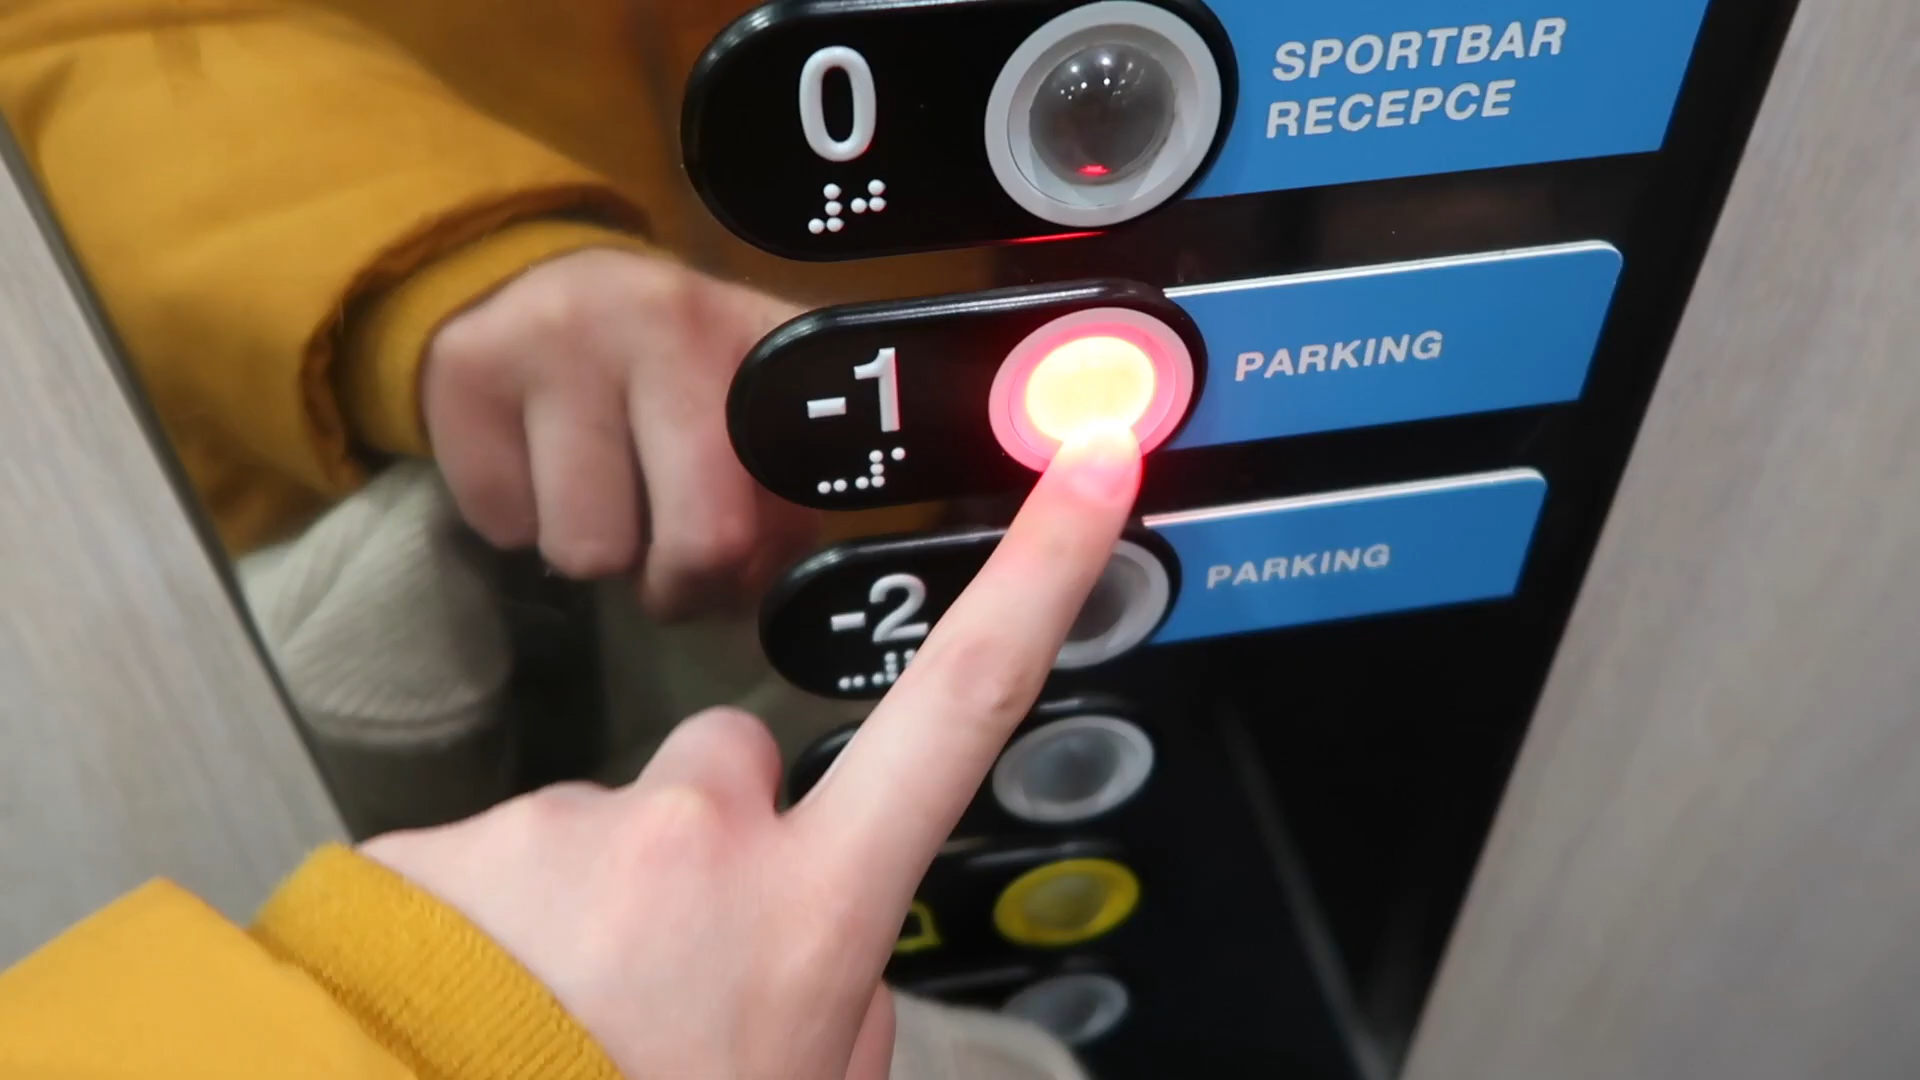 0
SPORTBAR
RECEPCE
-1
PARKING
-2
PARKING